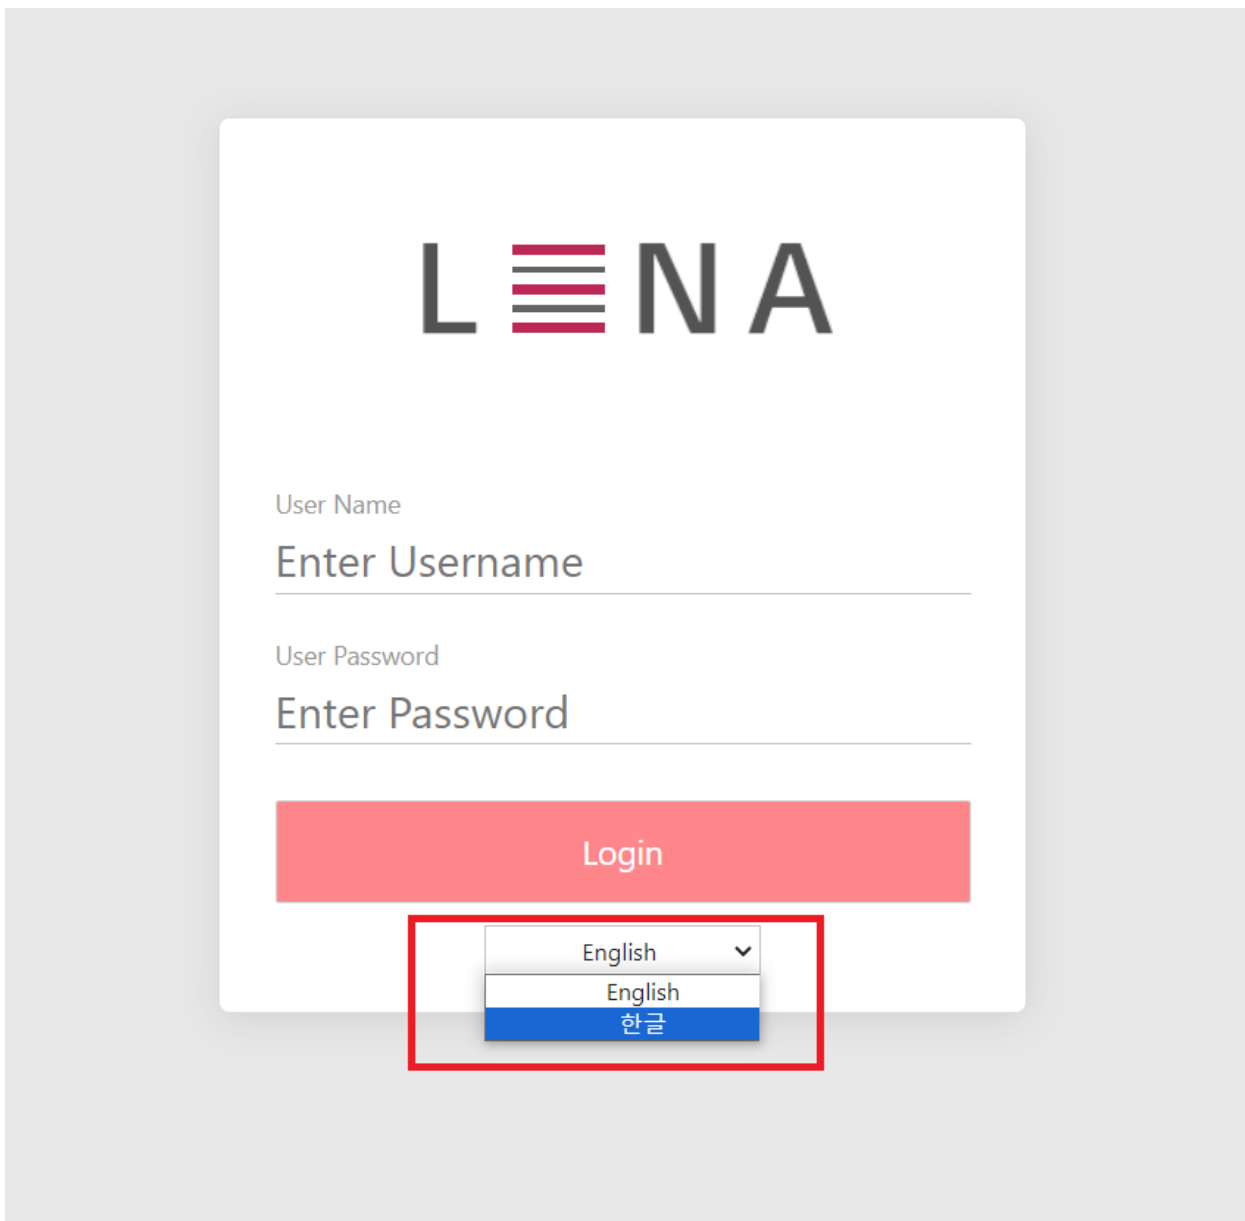 LENA
User Name
Enter Username
User Password
Enter Password
Login
English
English
한글